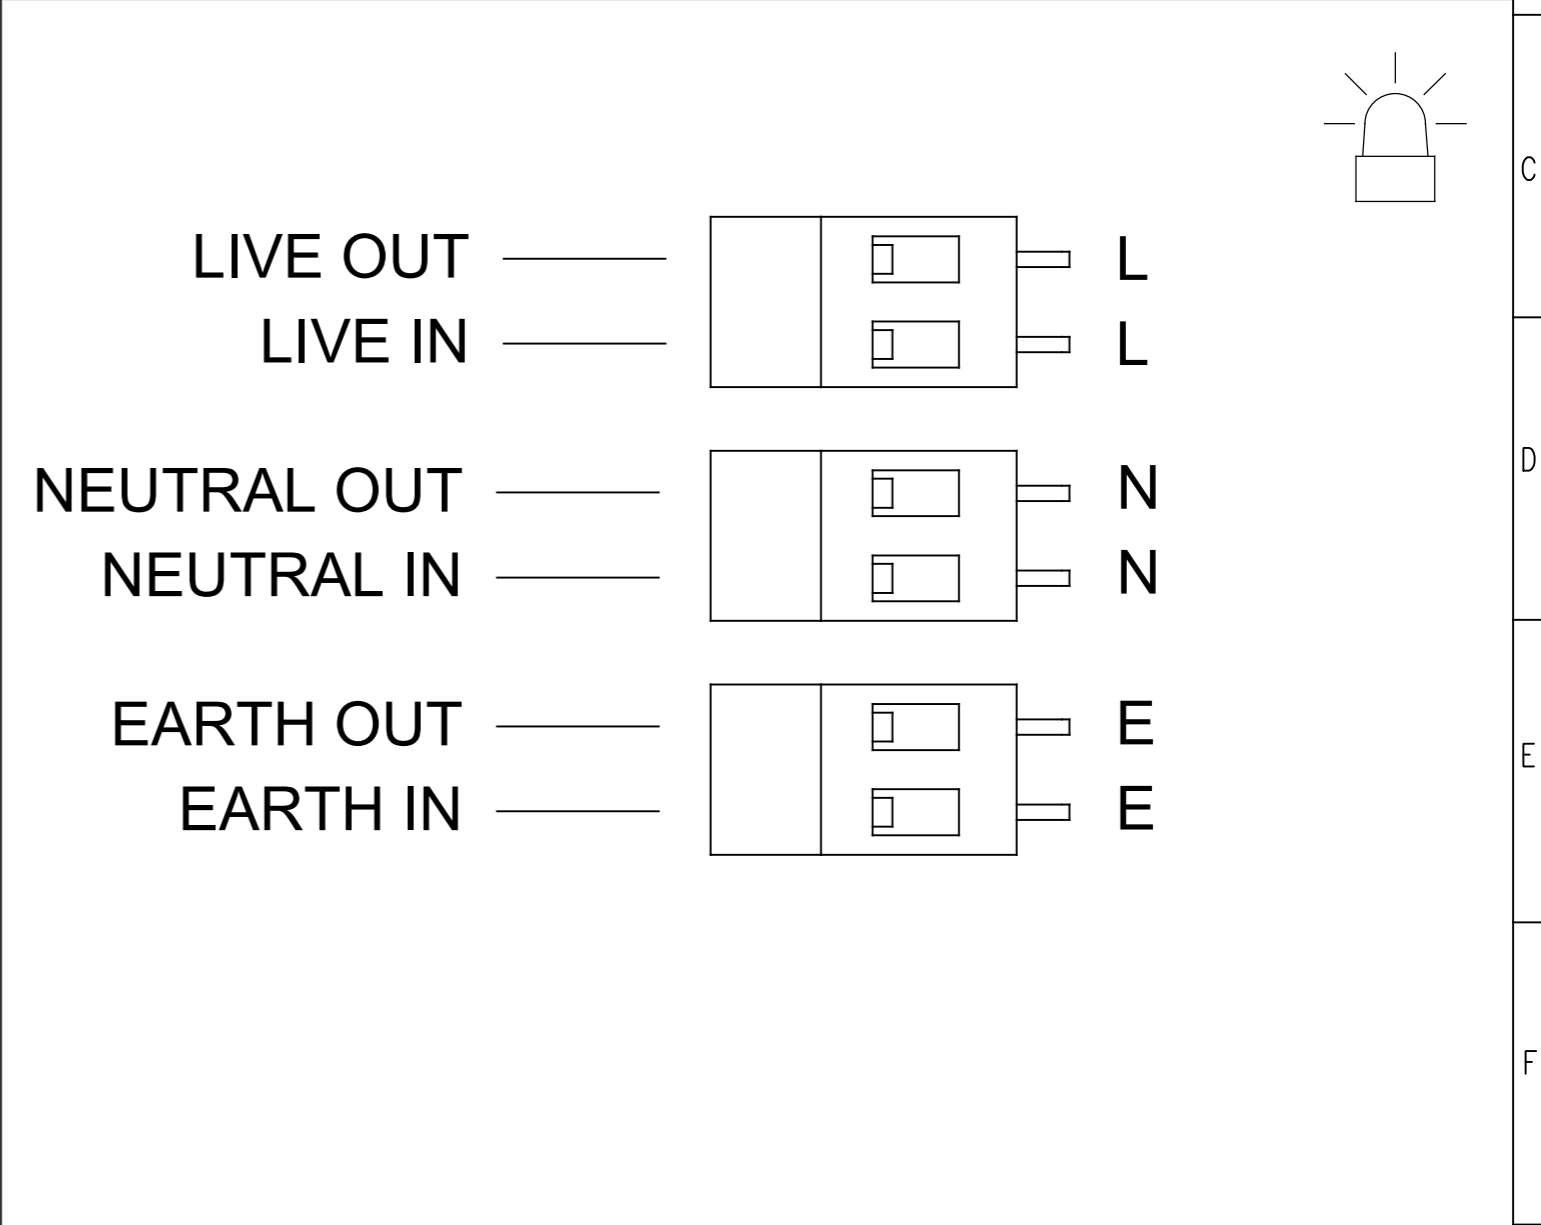 C
LIVE OUT L
LIVE IN L
D
NEUTRAL OUT N
NEUTRAL IN N
EARTH OUT E
E
EARTH IN E
F